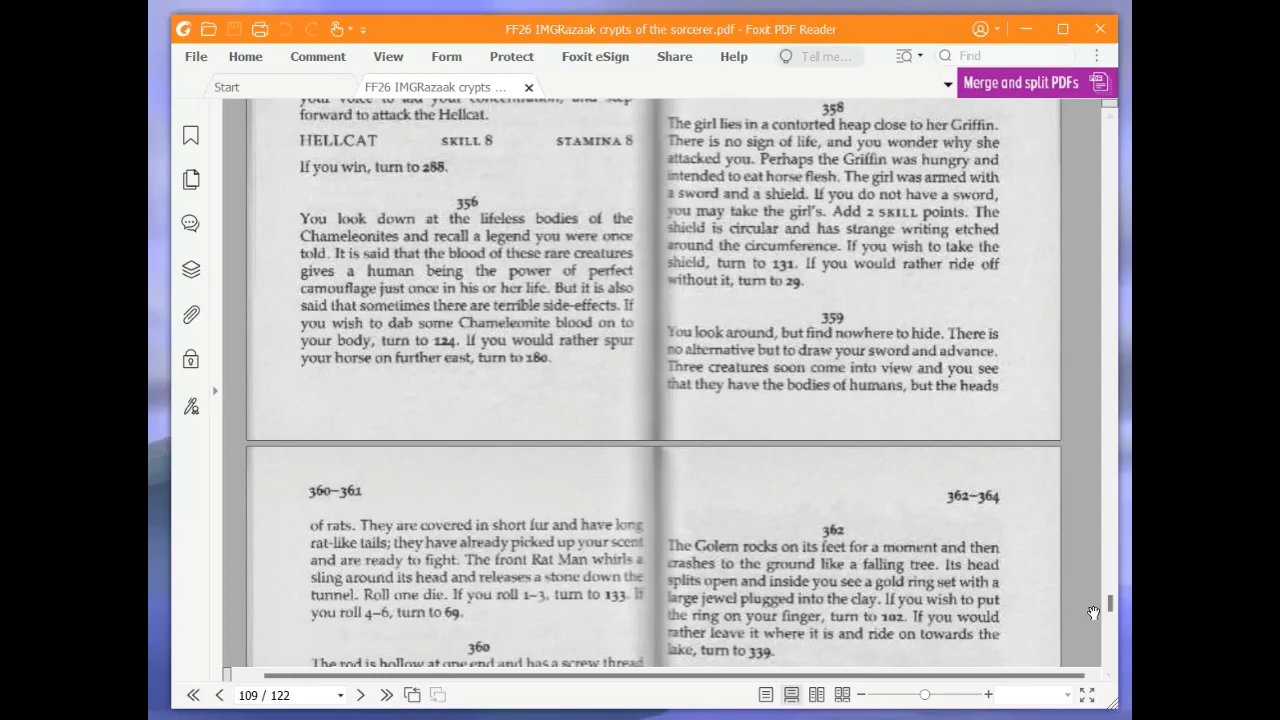 FF26 IMGRazaak crypts of the sorcerer.pdf - Foxit PDF Reader
File Home Comment View Form Protect Foxit eSign Share Help Tell me... Find
Start FF26 IMGRazaak crypts ... Merge and split PDFs
forward to attack the Hellcat.
HELLCAT SKILL 8 STAMINA 8
If you win, turn to 288.
356
You look down at the lifeless bodies of the
Chameleonites and recall a legend you were once
told. It is said that the blood of these rare creatures
gives a human being the power of perfect
camouflage just once in his or her life. But it is also
said that sometimes there are terrible side-effects. If
you wish to dab some Chameleonite blood on to
your body, turn to 124. If you would rather spur
your horse on further east, turn to 180.
358
The girl lies in a contorted heap close to her Griffin.
There is no sign of life, and you wonder why she
attacked you. Perhaps the Griffin was hungry and
intended to eat horse flesh. The girl was armed with
a sword and a shield. If you do not have a sword,
you may take the girl's. Add 2 SKILL points. The
shield is circular and has strange writing etched
around the circumference. If you wish to take the
shield, turn to 131. If you would rather ride off
without it, turn to 29.
359
You look around, but find nowhere to hide. There is
no alternative but to draw your sword and advance.
Three creatures soon come into view and you see
that they have the bodies of humans, but the heads
360-361
of rats. They are covered in short fur and have long
rat-like tails; they have already picked up your scent
and are ready to fight. The front Rat Man whirls a
sling around its head and releases a stone down the
tunnel. Roll one die. If you roll 1-3, turn to 133. If
you roll 4-6, turn to 69.
360
The rod is hollow at one end and has a screw thread
362-364
362
The Golem rocks on its feet for a moment and then
crashes to the ground like a falling tree. Its head
splits open and inside you see a gold ring set with a
large jewel plugged into the clay. If you wish to put
the ring on your finger, turn to 102. If you would
rather leave it where it is and ride on towards the
lake, turn to 339.
109 / 122